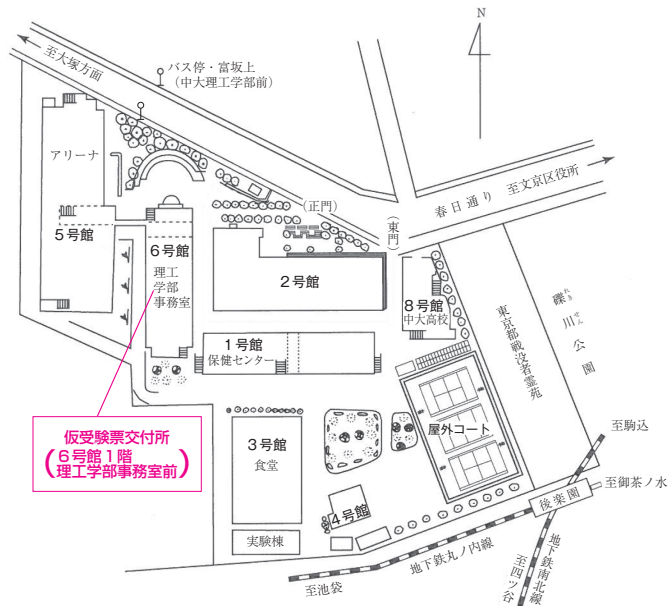 N
至大塚方面
バス停・富坂上
(中大理工学部前)
アリーナ
5号館
6号館
理工
学部
事務室
(正門)
(東門)
春日通り 至文京区役所
2号館
8号館
中大高校
1号館
保健センター
東京都戦没者霊苑
礫川公園
れき せん
仮受験票交付所
(6号館1階
理工学部事務室前)
3号館
食堂
屋外コート
4号館
実験棟
至駒込
後楽園
至御茶ノ水
地下鉄丸ノ内線
至池袋
地下鉄南北線
至四ツ谷